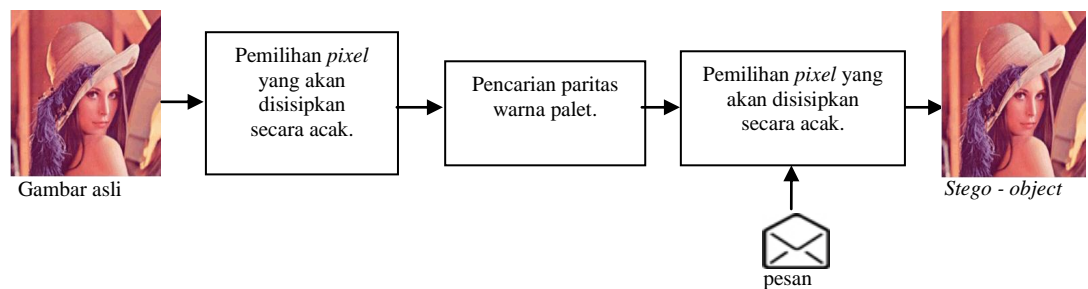 Pemilihan pixel
yang akan
disisipkan
secara acak.
Pencarian paritas
warna palet.
Pemilihan pixel yang
akan disisipkan
secara acak.
Gambar asli
Stego - object
pesan